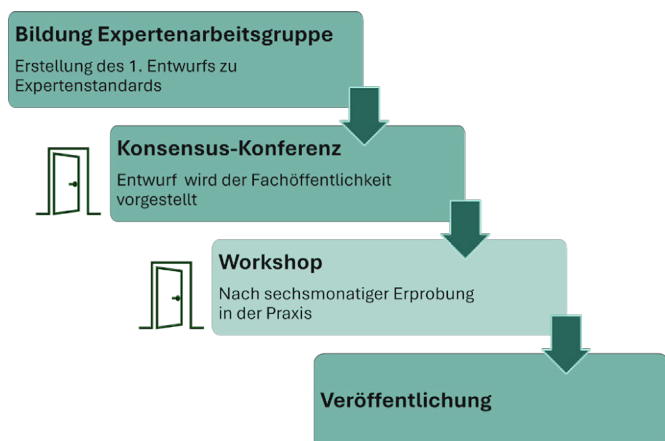 Bildung Expertenarbeitsgruppe
Erstellung des 1. Entwurfs zu
Expertenstandards
Konsensus-Konferenz
Entwurf wird der Fachöffentlichkeit
vorgestellt
Workshop
Nach sechsmonatiger Erprobung
in der Praxis
Veröffentlichung